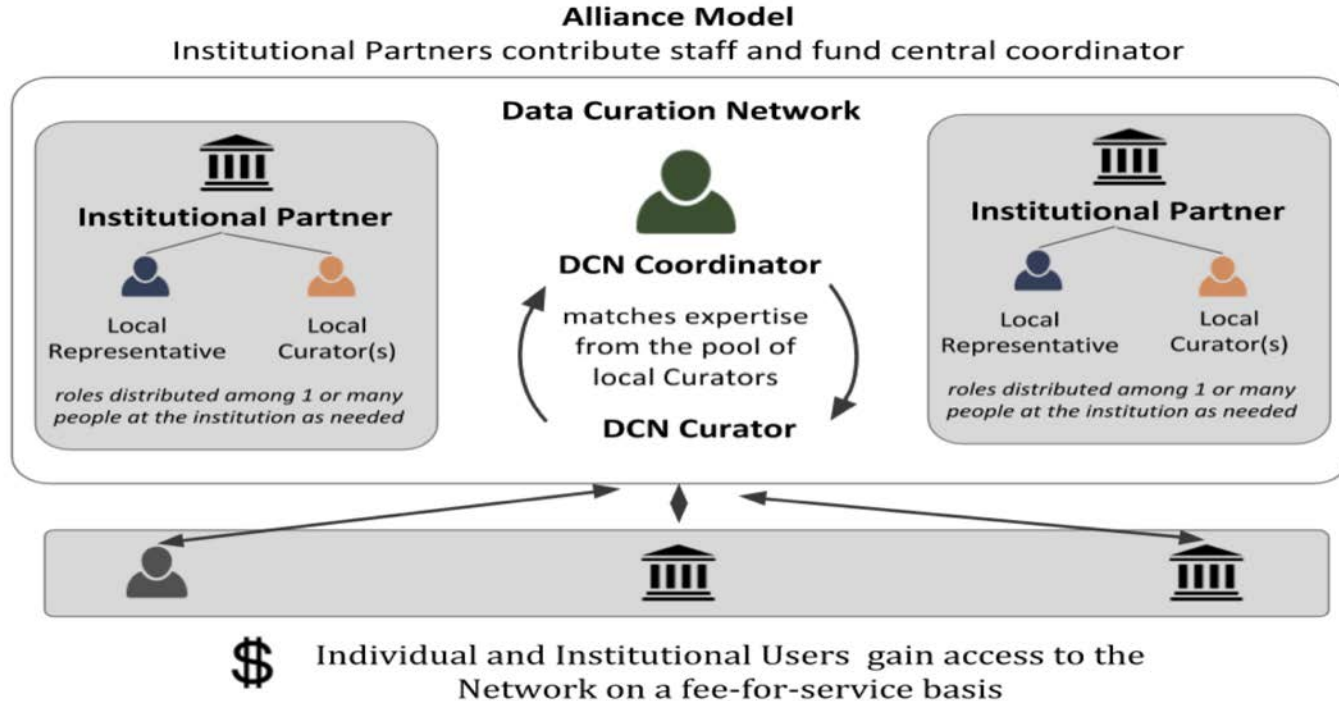 Alliance Model
Institutional Partners contribute staff and fund central coordinator
Data Curation Network
Institutional Partner
Local
Representative
Local
Curator(s)
roles distributed among 1 or many
people at the institution as needed
DCN Coordinator
matches expertise
from the pool of
local Curators
DCN Curator
Institutional Partner
Local
Representative
Local
Curator(s)
roles distributed among 1 or many
people at the institution as needed
$ Individual and Institutional Users gain access to the
Network on a fee-for-service basis